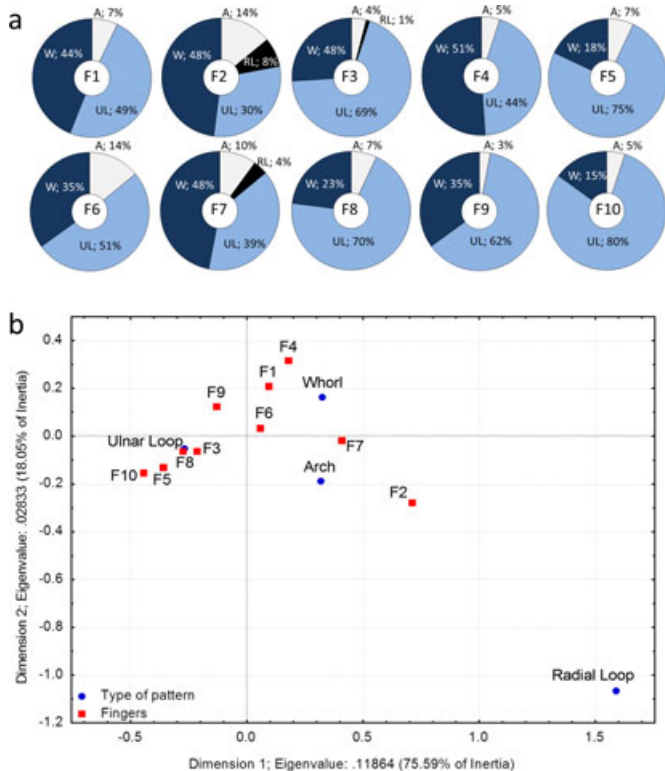 a
A; 7%
W; 44%
F1
UL; 49%
A; 14%
W; 48%
RL; 8%
F2
UL; 30%
A; 4%
RL; 1%
W; 48%
F3
UL; 69%
A; 5%
W; 51%
F4
UL; 44%
A; 7%
W; 18%
F5
UL; 75%
A; 14%
W; 35%
F6
UL; 51%
A; 10%
RL; 4%
W; 48%
F7
UL; 39%
A; 7%
W; 23%
F8
UL; 70%
A; 3%
W; 35%
F9
UL; 62%
A; 5%
W; 15%
F10
UL; 80%
b
0.4
0.2
0.0
-0.2
-0.4
-0.6
-0.8
-1.0
-1.2
Dimension 2; Eigenvalue: .02833 (18.05% of Inertia)
F4
F1
Whorl
F9
F6
Ulnar Loop
F3
F7
F8
F10
F5
Arch
F2
Radial Loop
Type of pattern
Fingers
-0.5
0.0
0.5
1.0
1.5
Dimension 1; Eigenvalue: .11864 (75.59% of Inertia)